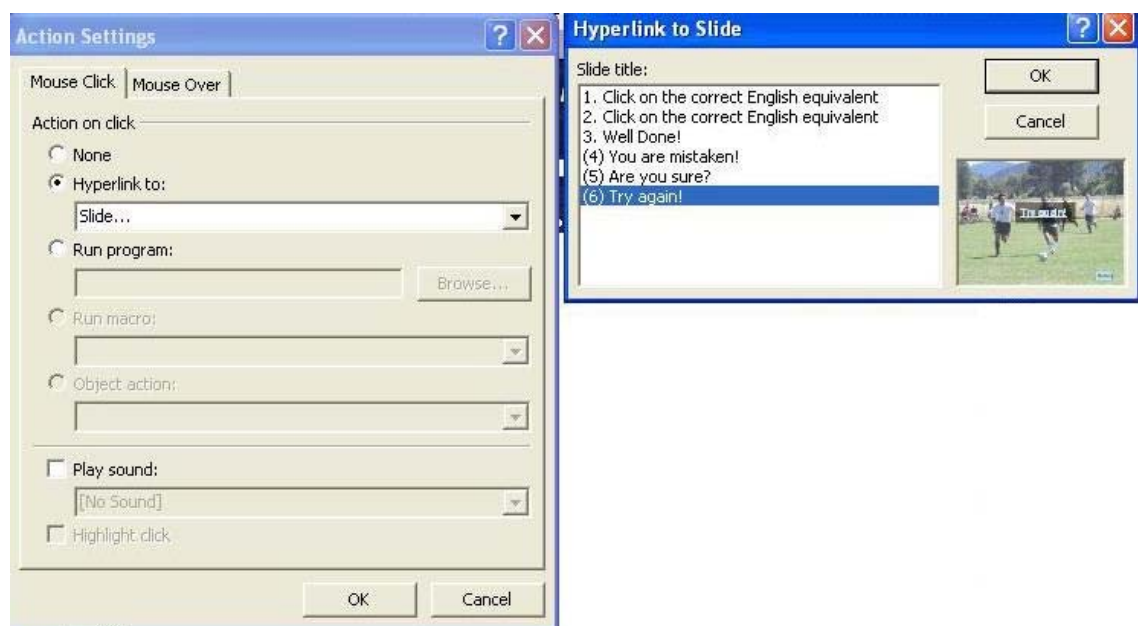 Action Settings
Mouse Click
Mouse Over
Action on click
None
Hyperlink to:
Slide...
Run program:
Browse...
Run macro:
Object action:
Play sound:
[No Sound]
Highlight click
OK
Cancel
Hyperlink to Slide
Slide title:
1. Click on the correct English equivalent
2. Click on the correct English equivalent
3. Well Done!
(4) You are mistaken!
(5) Are you sure?
(6) Try again!
OK
Cancel
Try again!